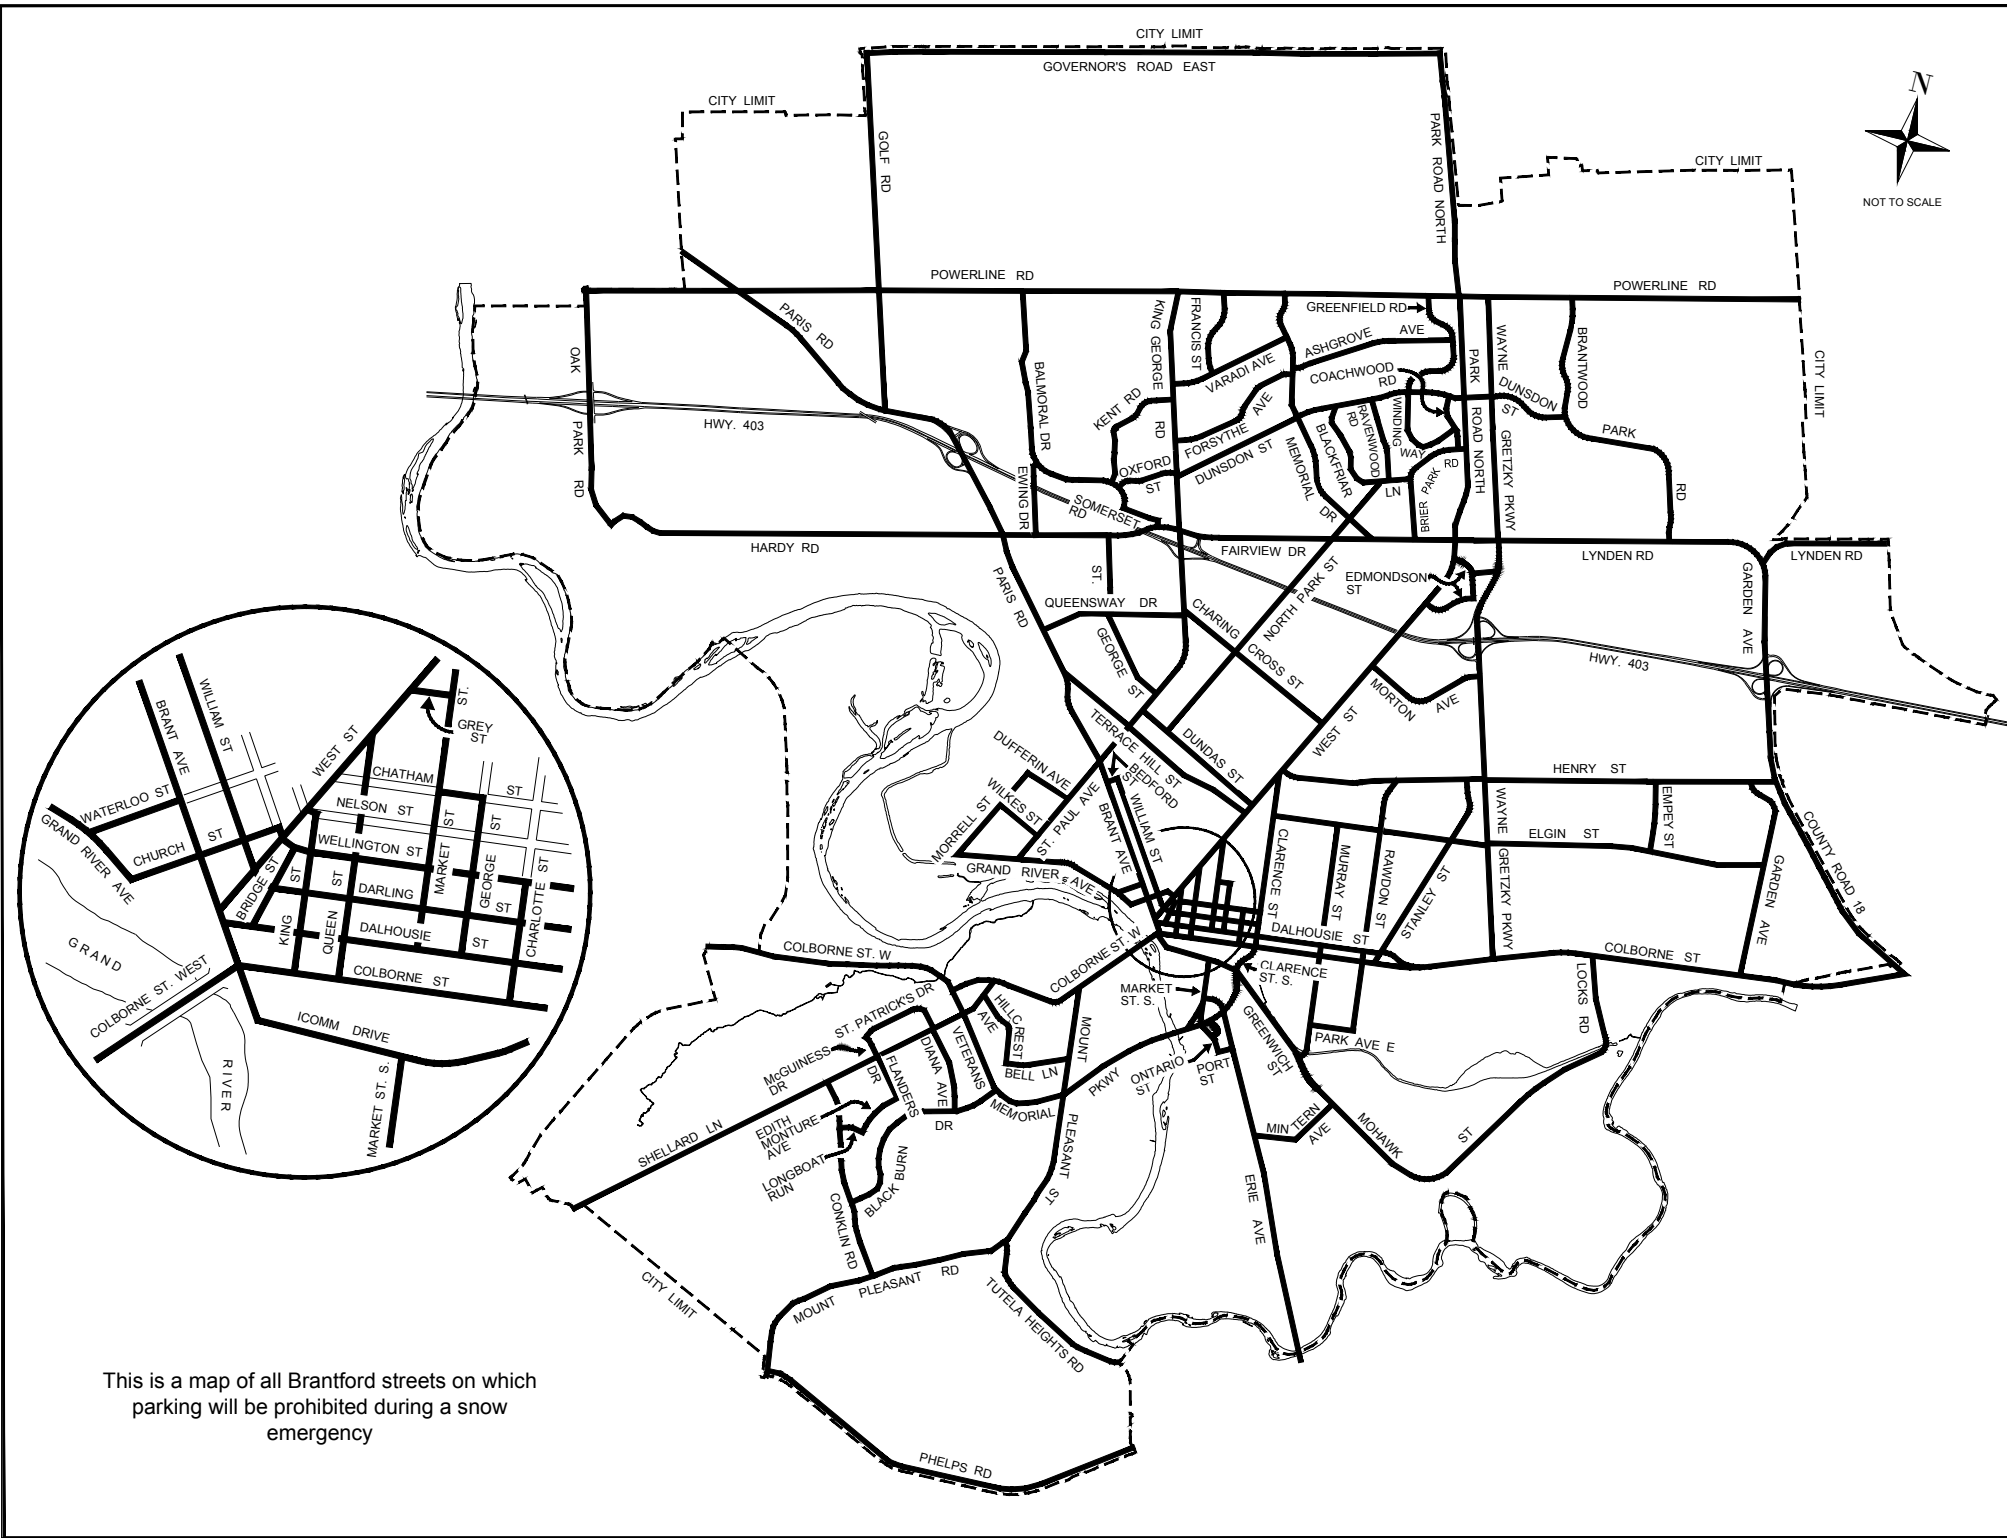 CITY LIMIT
GOVERNOR'S ROAD EAST
CITY LIMIT
N
NOT TO SCALE
GOLF RD
PARK ROAD NORTH
CITY LIMIT
POWERLINE RD
POWERLINE RD
PARIS RD
OAK PARK RD
KING GEORGE RD
FRANCIS ST
GREENFIELD RD
ASHGROVE AVE
VARADI AVE
COACHWOOD RD
PARK ROAD NORTH
WAYNE GRETZKY PKWY
DUNSDON ST
BRANTWOOD PARK RD
CITY LIMIT
BALMORAL DR
KENT RD
FORSYTHE AVE
DUNSDON ST
OXFORD ST
MEMORIAL DR
BLACKFRIAR LN
RAVENWOOD RD
WINDING WAY
BRIER PARK RD
HWY. 403
EWING DR
SOMERSET RD
HARDY RD
FAIRVIEW DR
LYNDEN RD
LYNDEN RD
EDMONDSON ST
NORTH PARK ST
PARIS RD
QUEENSWAY DR
ST. GEORGE ST
CHARING CROSS ST
GARDEN AVE
HWY. 403
MORTON AVE
WEST ST
TERRACE HILL ST
DUNDAS ST
DUFFERIN AVE
BEDFORD ST
WILKES ST
MORRELL ST
ST. PAUL AVE
WILLIAM ST
BRANT AVE
GRAND RIVER AVE
HENRY ST
WAYNE GRETZKY PKWY
EMPEY ST
ELGIN ST
COUNTY ROAD 18
CLARENCE ST
MURRAY ST
RAWDON ST
STANLEY ST
GARDEN AVE
DALHOUSIE ST
COLBORNE ST
COLBORNE ST. W
COLBORNE ST. W
CLARENCE ST. S.
MARKET ST. S.
LOCKS RD
ST. PATRICK'S DR
HILLCREST AVE
MOUNT PLEASANT ST
GREENWICH ST
PARK AVE E
McGUINESS DR
DIANA AVE
VETERANS MEMORIAL PKWY
BELL LN
ONTARIO ST
PORT ST
FLANDERS DR
EDITH MONTURE AVE
SHELLARD LN
LONGBOAT RUN
BLACK BURN DR
CONKLIN RD
MINTERN AVE
MOHAWK ST
ERIE AVE
MOUNT PLEASANT RD
TUTELA HEIGHTS RD
CITY LIMIT
PHELPS RD
WILLIAM ST
BRANT AVE
WEST ST
GREY ST
CHATHAM ST
NELSON ST
WATERLOO ST
CHURCH ST
GRAND RIVER AVE
WELLINGTON ST
BRIDGE ST
DARLING ST
MARKET ST.
ST
GEORGE ST
CHARLOTTE ST
KING ST
QUEEN ST
DALHOUSIE ST
COLBORNE ST
COLBORNE ST. WEST
GRAND RIVER
ICOMM DRIVE
MARKET ST. S.
This is a map of all Brantford streets on which
parking will be prohibited during a snow
emergency